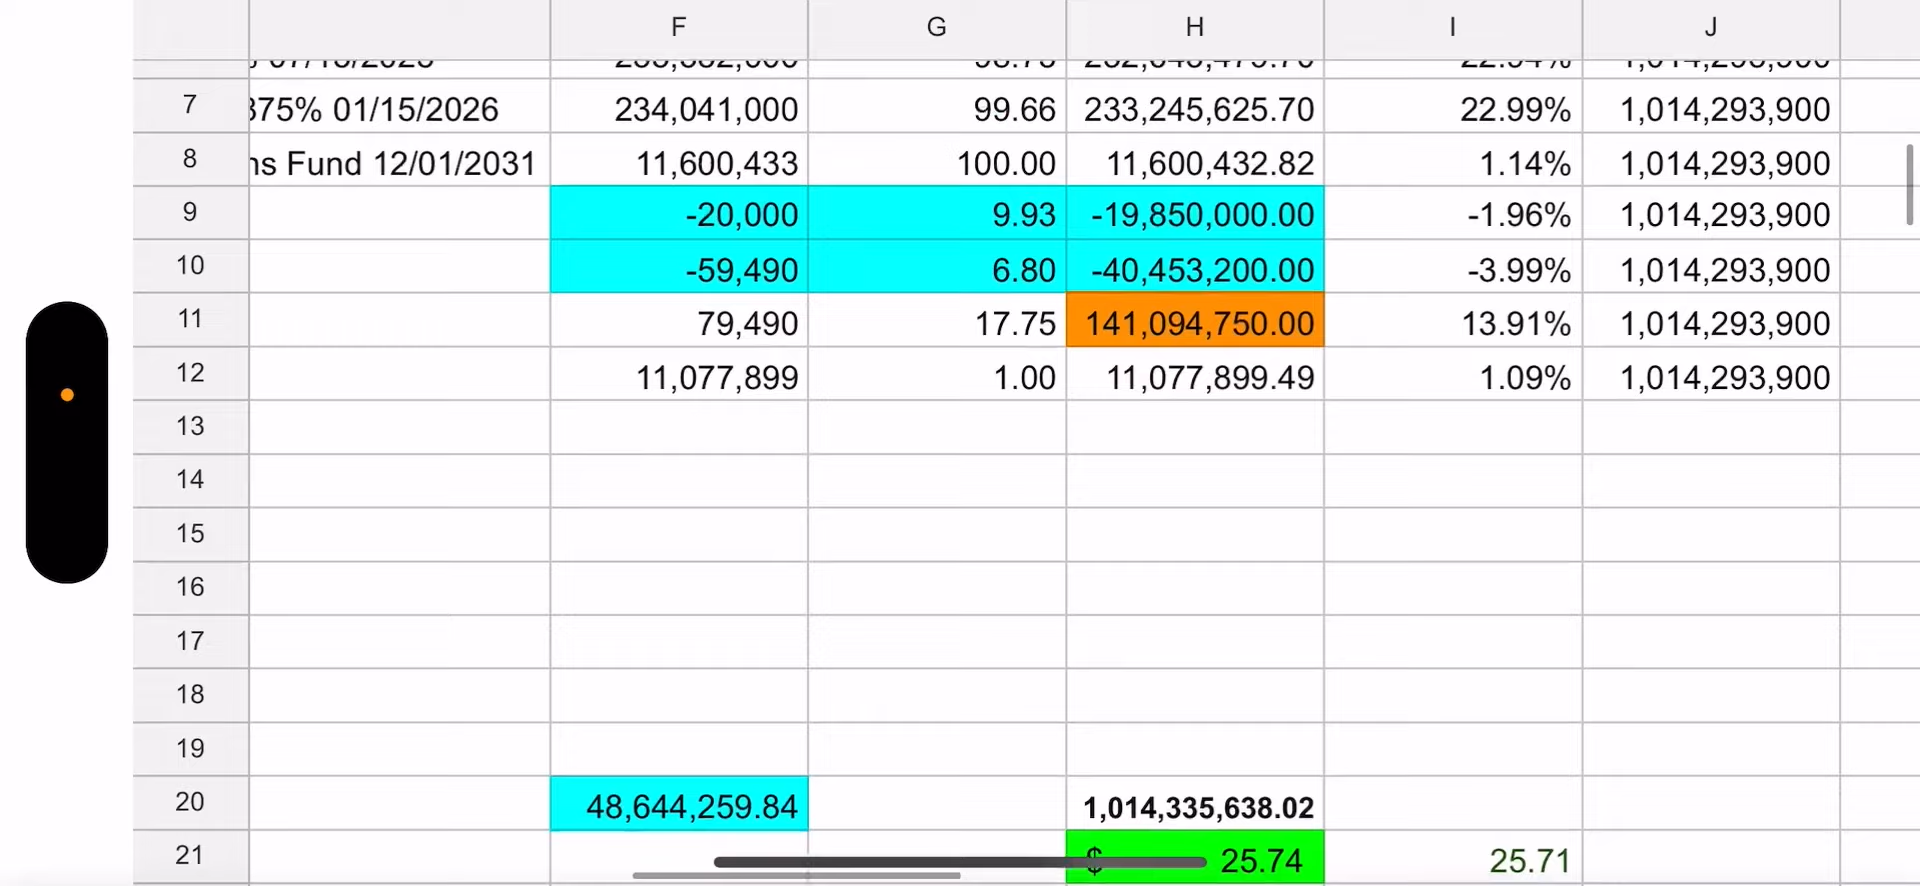 F G H I J
7 375% 01/15/2026 234,041,000 99.66 233,245,625.70 22.99% 1,014,293,900
8 ns Fund 12/01/2031 11,600,433 100.00 11,600,432.82 1.14% 1,014,293,900
9 -20,000 9.93 -19,850,000.00 -1.96% 1,014,293,900
10 -59,490 6.80 -40,453,200.00 -3.99% 1,014,293,900
11 79,490 17.75 141,094,750.00 13.91% 1,014,293,900
12 11,077,899 1.00 11,077,899.49 1.09% 1,014,293,900
13
14
15
16
17
18
19
20 48,644,259.84 1,014,335,638.02
21 $ 25.74 25.71